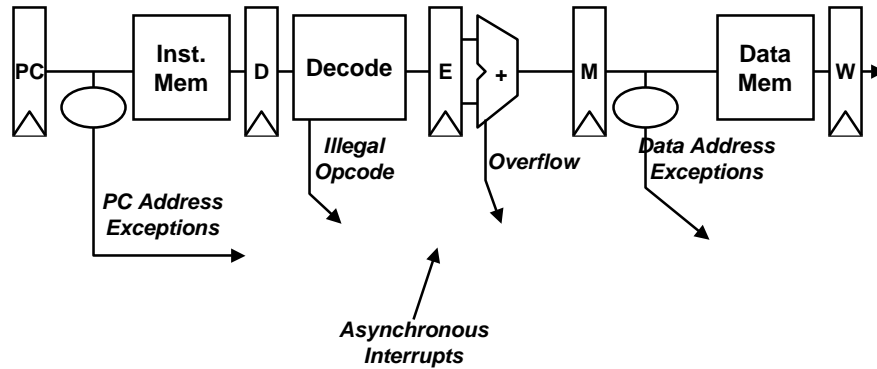 PC
Inst.
Mem
D
Decode
E
+
M
Data
Mem
W
Illegal
Opcode
Overflow
Data Address
Exceptions
PC Address
Exceptions
Asynchronous
Interrupts